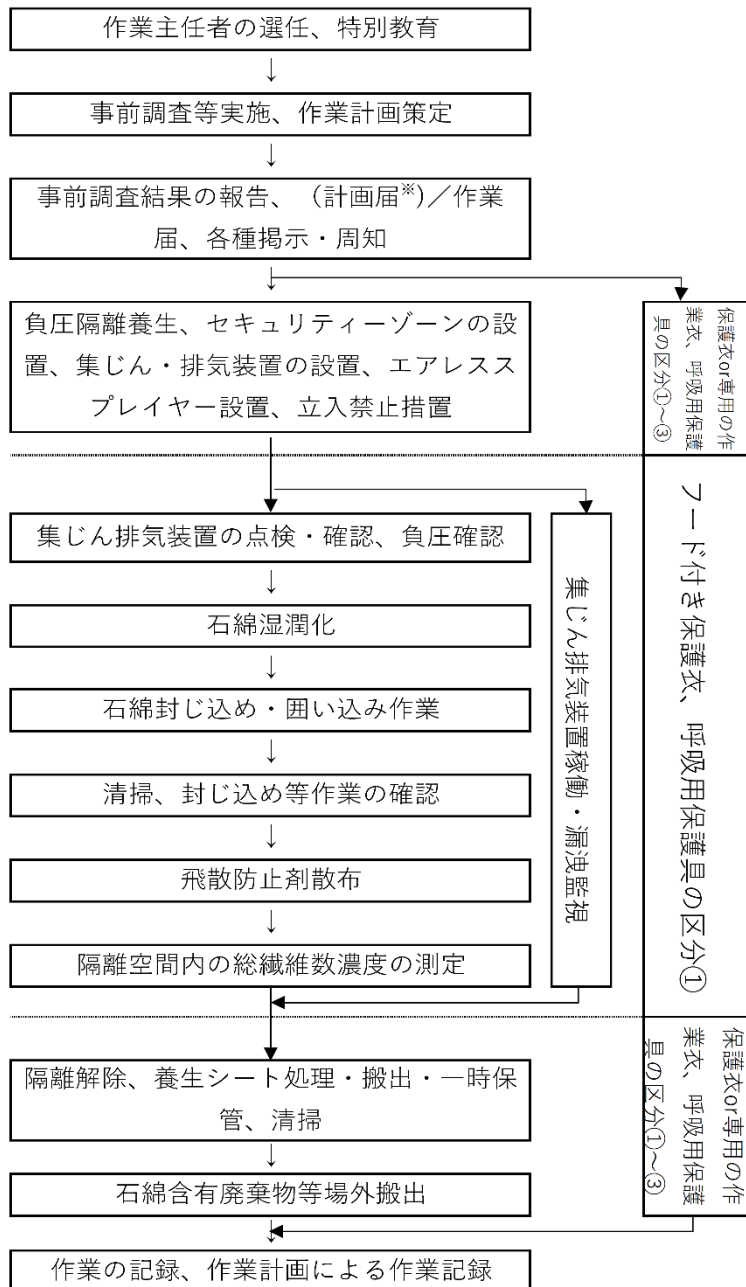 作業主任者の選任、特別教育
↓
事前調査等実施、作業計画策定
↓
事前調査結果の報告、（計画届※）／作業
届、各種掲示・周知
↓
負圧隔離養生、セキュリティーゾーンの設
置、集じん・排気装置の設置、エアレスス
プレイヤー設置、立入禁止措置
保護衣or専用の作
業衣、呼吸用保護
具の区分①～③
集じん排気装置の点検・確認、負圧確認
↓
石綿湿潤化
↓
石綿封じ込め・囲い込み作業
↓
清掃、封じ込め等作業の確認
↓
飛散防止剤散布
↓
隔離空間内の総繊維数濃度の測定
集じん排気装置稼働・漏洩監視
フード付き保護衣、呼吸用保護具の区分①
隔離解除、養生シート処理・搬出・一時保
管、清掃
↓
石綿含有廃棄物等場外搬出
↓
作業の記録、作業計画による作業記録
保護衣or専用の作
業衣、呼吸用保護
具の区分①～③